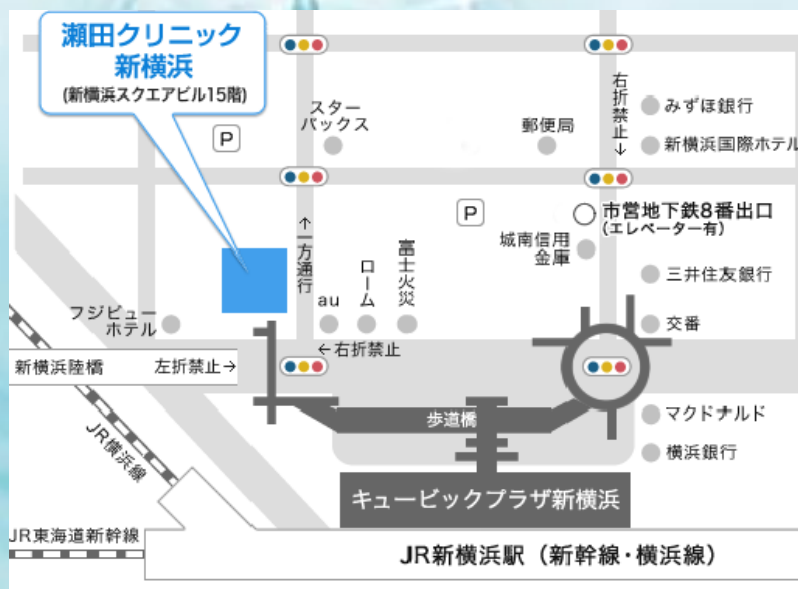 瀬田クリニック
新横浜
(新横浜スクエアビル15階)
P
スター
バックス
郵便局
右折禁止→
みずほ銀行
新横浜国際ホテル
P
市営地下鉄8番出口
(エレベーター有)
城南信用
金庫
←一方通行
au
ローム
富士火災
三井住友銀行
フジビュー
ホテル
交番
←右折禁止
新横浜陸橋
左折禁止→
歩道橋
マクドナルド
横浜銀行
JR横浜線
キュービックプラザ新横浜
JR東海道新幹線
JR新横浜駅（新幹線・横浜線）